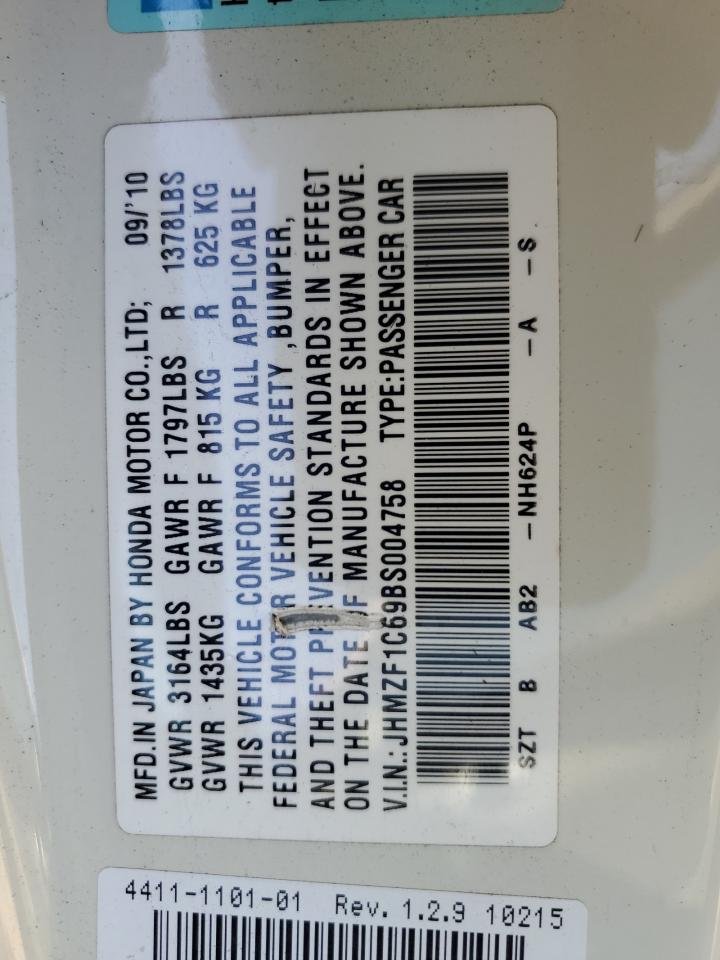 MFD.IN JAPAN BY HONDA MOTOR CO.,LTD; 09/'10
GVWR 3164LBS GAWR F 1797LBS R 1378LBS
GVWR 1435KG GAWR F 815 KG R 625 KG
THIS VEHICLE CONFORMS TO ALL APPLICABLE
FEDERAL MOTOR VEHICLE SAFETY ,BUMPER,
AND THEFT PREVENTION STANDARDS IN EFFECT
ON THE DATE OF MANUFACTURE SHOWN ABOVE.
V.I.N.: JHMZF1C69BS004758 TYPE:PASSENGER CAR
SZT B AB2 -NH624P -A -S
4411-1101-01 Rev. 1.2.9 10215